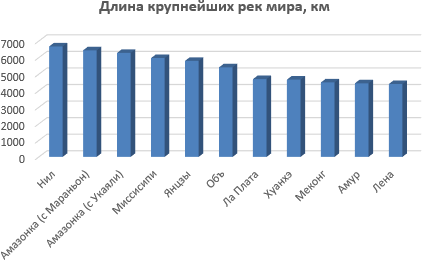 Длина крупнейших рек мира, км
7000
6000
5000
4000
3000
2000
1000
0
Нил
Амазонка (с Мараньон)
Амазонка (с Укаяли)
Миссисипи
Янцзы
Объ
Ла Плата
Хуанхэ
Меконг
Амур
Лена